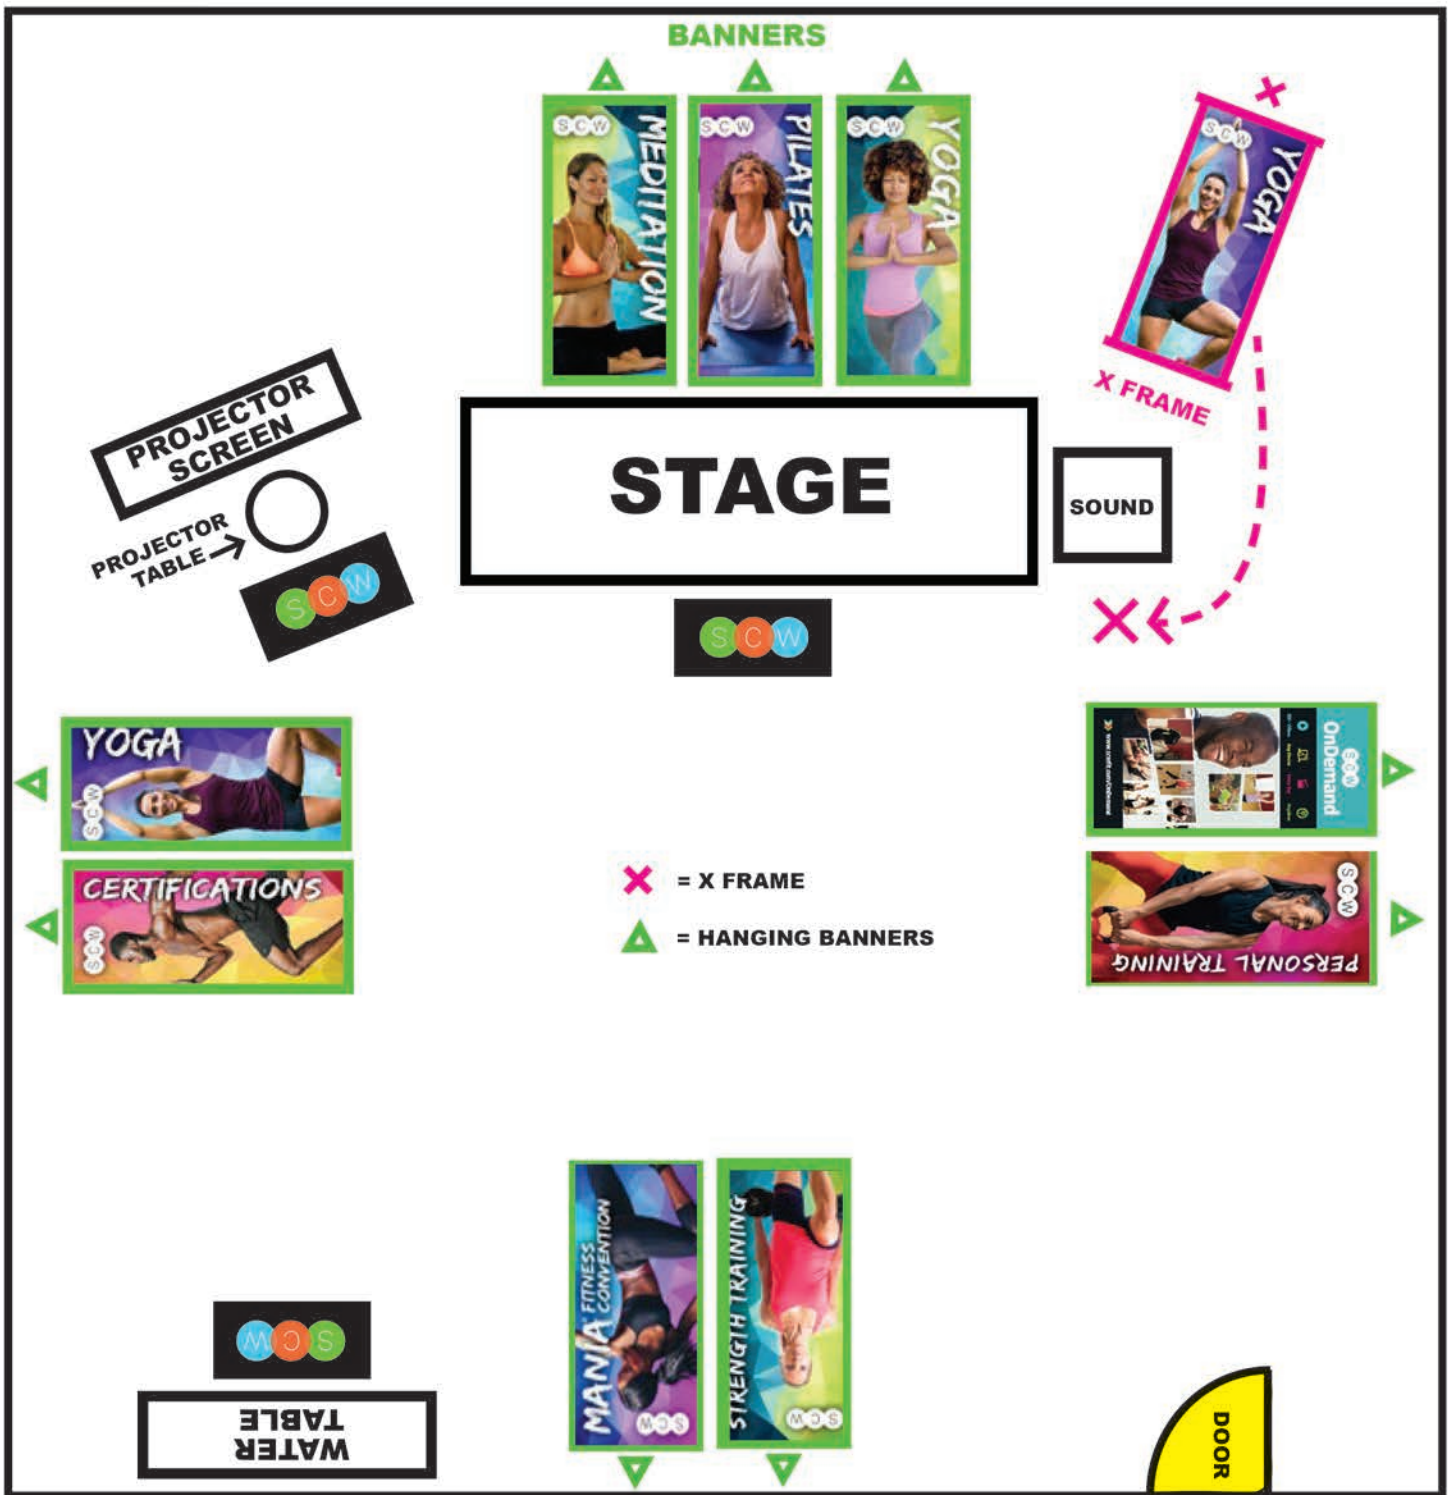 BANNERS
SCW
MEDITATION
SCW
PILATES
SCW
YOGA
SCW
YOGA
X FRAME
PROJECTOR
SCREEN
PROJECTOR
TABLE
SCW
STAGE
SOUND
SCW
YOGA
SCW
CERTIFICATIONS
SCW
SCW
OnDemand
SCW
PERSONAL TRAINING
= X FRAME
= HANGING BANNERS
MANIA FITNESS
CONVENTION
SCW
STRENGTH TRAINING
SCW
SCW
WATER
TABLE
DOOR